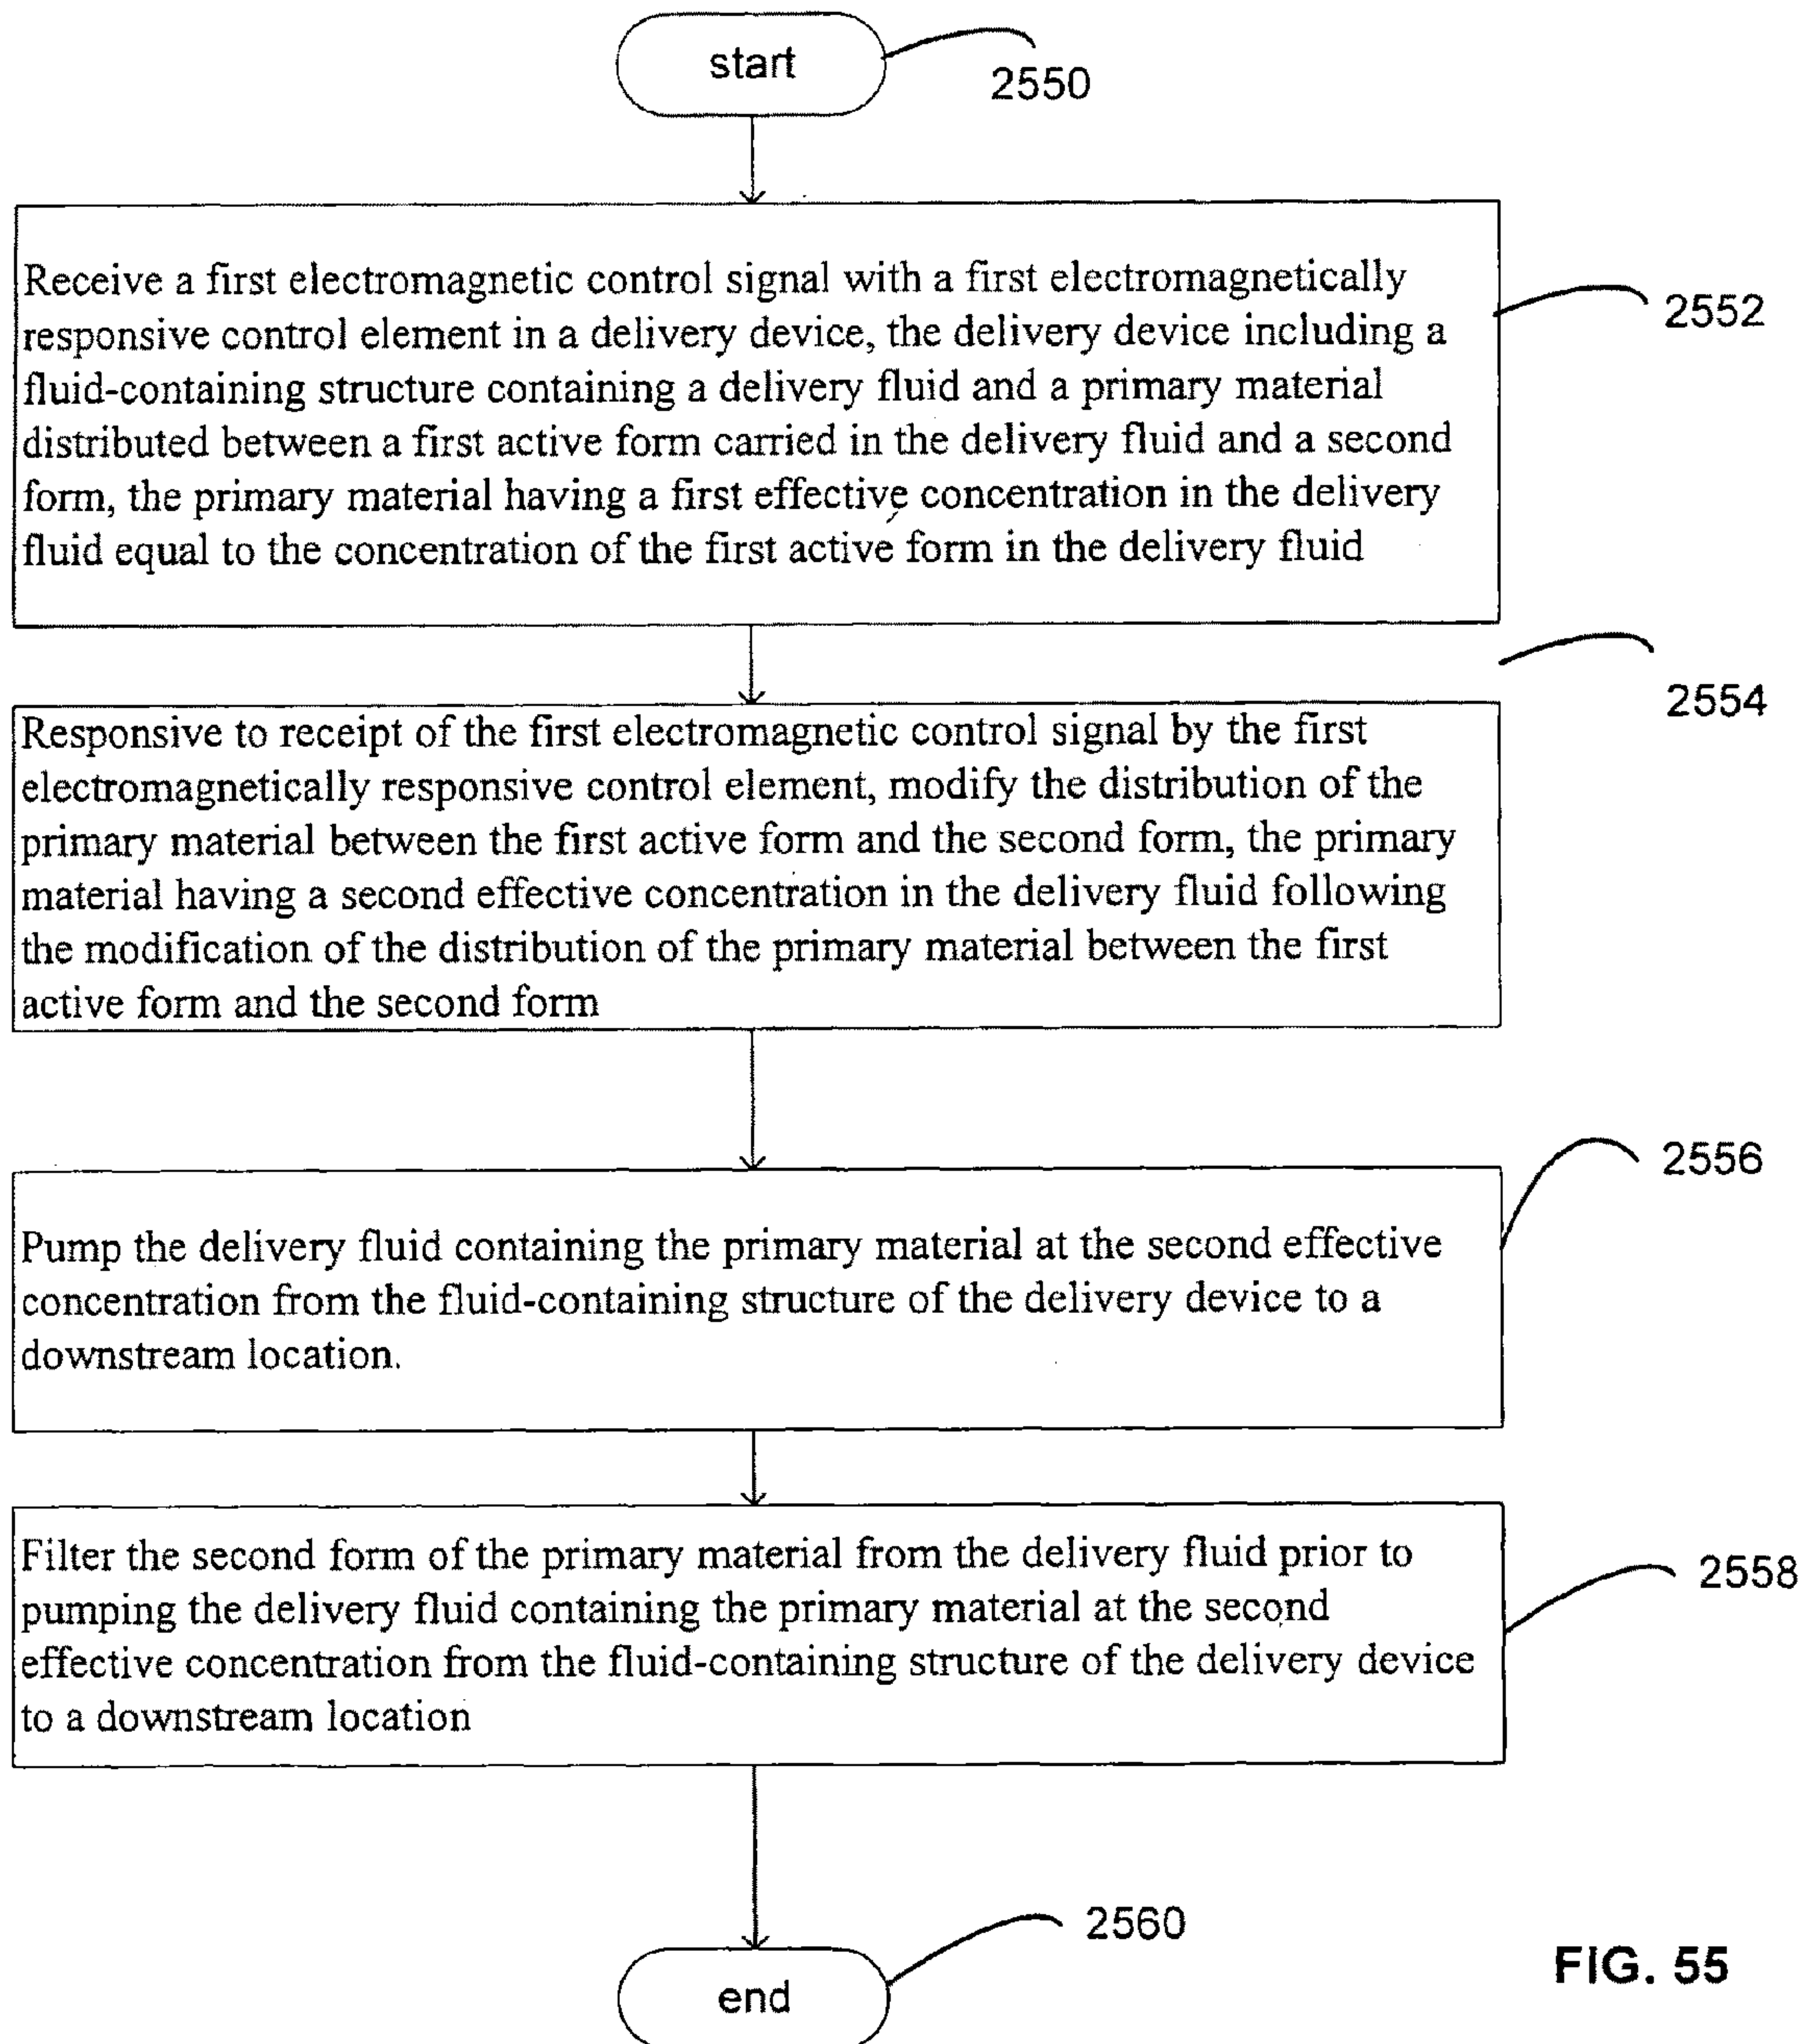 start
2550
Receive a first electromagnetic control signal with a first electromagnetically
responsive control element in a delivery device, the delivery device including a
fluid-containing structure containing a delivery fluid and a primary material
distributed between a first active form carried in the delivery fluid and a second
form, the primary material having a first effective concentration in the delivery
fluid equal to the concentration of the first active form in the delivery fluid
2552
2554
Responsive to receipt of the first electromagnetic control signal by the first
electromagnetically responsive control element, modify the distribution of the
primary material between the first active form and the second form, the primary
material having a second effective concentration in the delivery fluid following
the modification of the distribution of the primary material between the first
active form and the second form
2556
Pump the delivery fluid containing the primary material at the second effective
concentration from the fluid-containing structure of the delivery device to a
downstream location.
Filter the second form of the primary material from the delivery fluid prior to
pumping the delivery fluid containing the primary material at the second
effective concentration from the fluid-containing structure of the delivery device
to a downstream location
2558
2560
end
FIG. 55